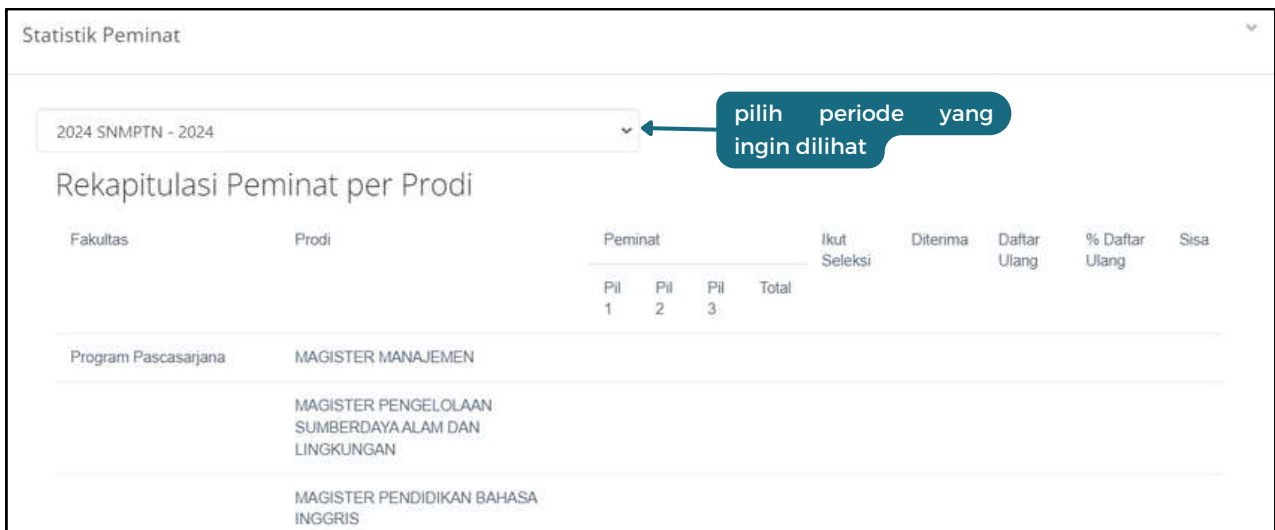 Statistik Peminat
2024 SNMPTN - 2024
pilih periode yang
ingin dilihat
Rekapitulasi Peminat per Prodi
Fakultas Prodi Peminat Ikut Diterima Daftar % Daftar Sisa
Seleksi Ulang Ulang
Pil Pil Pil Total
1 2 3
Program Pascasarjana MAGISTER MANAJEMEN
MAGISTER PENGELOLAAN
SUMBERDAYA ALAM DAN
LINGKUNGAN
MAGISTER PENDIDIKAN BAHASA
INGGRIS